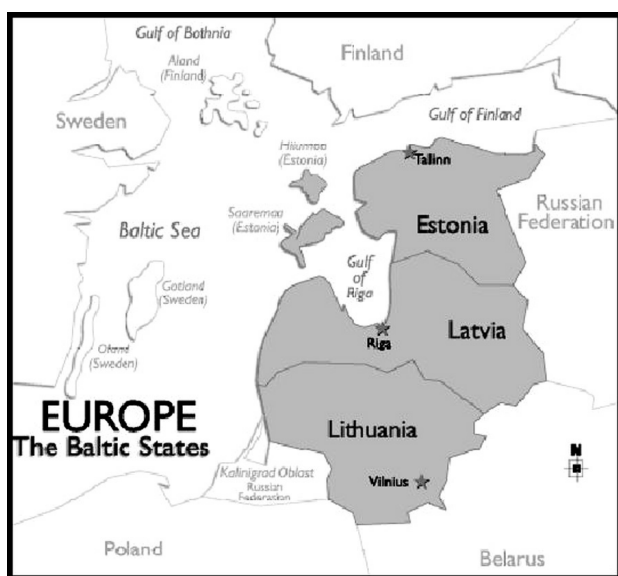 Gulf of Bothnia
Aland
(Finland)
Finland
Sweden
Gulf of Finland
Hiiumaa
(Estonia)
Tallinn
Russian
Federation
Saaremaa
(Estonia)
Estonia
Baltic Sea
Gulf
of
Riga
Gotland
(Sweden)
Riga
Latvia
Oland
(Sweden)
EUROPE
The Baltic States
Lithuania
N
Kalinigrad Oblast
Russian
Federation
Vilnius
Poland
Belarus